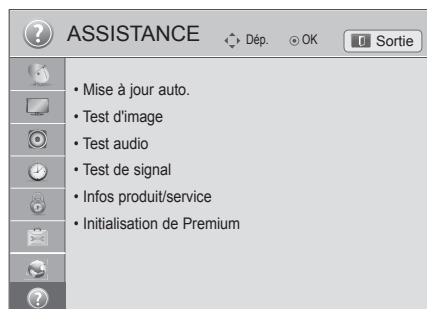 ASSISTANCE Dép. OK Sortie
• Mise à jour auto.
• Test d'image
• Test audio
• Test de signal
• Infos produit/service
• Initialisation de Premium